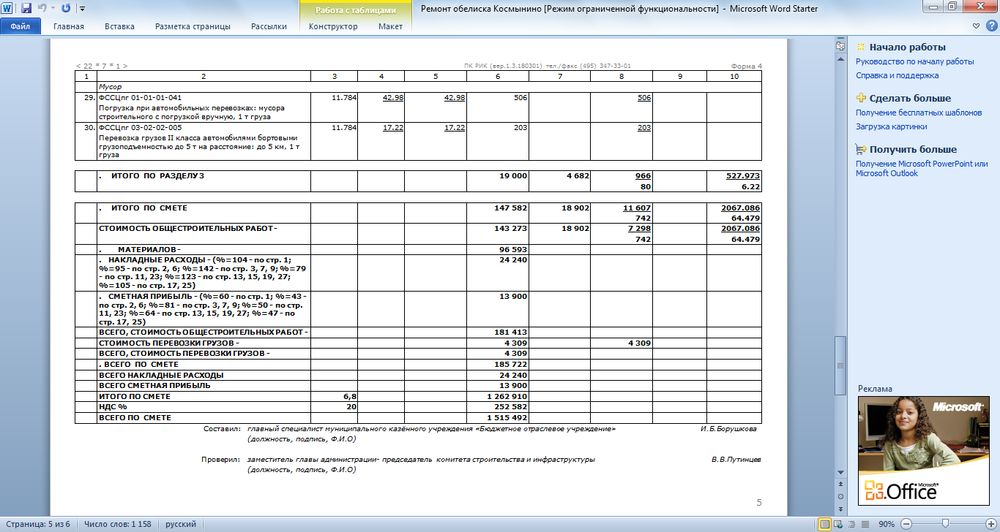 Работа с таблицами
Ремонт обелиска Космынино [Режим ограниченной функциональности] - Microsoft Word Starter
Файл Главная Вставка Разметка страницы Рассылки Конструктор Макет
< 22 * 7 * 1 > ПК РИК (вер.1.3.180301) тел./факс (495) 347-33-01 Форма 4
1 2 3 4 5 6 7 8 9 10
Мусор
29. ФССЦпг 01-01-01-041 11.784 42.98 42.98 506 506
Погрузка при автомобильных перевозках: мусора
строительного с погрузкой вручную, 1 т груза
30. ФССЦпг 03-02-02-005 11.784 17.22 17.22 203 203
Перевозка грузов II класса автомобилями бортовыми
грузоподъемностью до 5 т на расстояние: до 5 км, 1 т
груза
. ИТОГО ПО РАЗДЕЛУ 3 19 000 4 682 966 527.973
80 6.22
. ИТОГО ПО СМЕТЕ 147 582 18 902 11 607 2067.086
742 64.479
СТОИМОСТЬ ОБЩЕСТРОИТЕЛЬНЫХ РАБОТ - 143 273 18 902 7 298 2067.086
742 64.479
. МАТЕРИАЛОВ - 96 593
. НАКЛАДНЫЕ РАСХОДЫ - (%=104 - по стр. 1; 24 240
%=95 - по стр. 2, 6; %=142 - по стр. 3, 7, 9; %=79
- по стр. 11, 23; %=123 - по стр. 13, 15, 19, 27;
%=105 - по стр. 17, 25)
. СМЕТНАЯ ПРИБЫЛЬ - (%=60 - по стр. 1; %=43 - 13 900
по стр. 2, 6; %=81 - по стр. 3, 7, 9; %=50 - по стр.
11, 23; %=64 - по стр. 13, 15, 19, 27; %=47 - по
стр. 17, 25)
ВСЕГО, СТОИМОСТЬ ОБЩЕСТРОИТЕЛЬНЫХ РАБОТ - 181 413
СТОИМОСТЬ ПЕРЕВОЗКИ ГРУЗОВ - 4 309 4 309
ВСЕГО, СТОИМОСТЬ ПЕРЕВОЗКИ ГРУЗОВ - 4 309
. ВСЕГО ПО СМЕТЕ 185 722
ВСЕГО НАКЛАДНЫЕ РАСХОДЫ 24 240
ВСЕГО СМЕТНАЯ ПРИБЫЛЬ 13 900
ИТОГО ПО СМЕТЕ 6,8 1 262 910
НДС % 20 252 582
ВСЕГО ПО СМЕТЕ 1 515 492
Составил: главный специалист муниципального казённого учреждения «Бюджетное отраслевое учреждение» И.Б.Борушкова
(должность, подпись, Ф.И.О)
Проверил: заместитель главы администрации- председатель комитета строительства и инфраструктуры В.В.Путинцев
(должность, подпись, Ф.И.О)
5
Начало работы
Руководство по началу работы
Справка и поддержка
Сделать больше
Получение бесплатных шаблонов
Загрузка картинки
Получить больше
Получение Microsoft PowerPoint или
Microsoft Outlook
Реклама
Microsoft
Microsoft
Office
Страница: 5 из 6 Число слов: 1 158 русский 90%